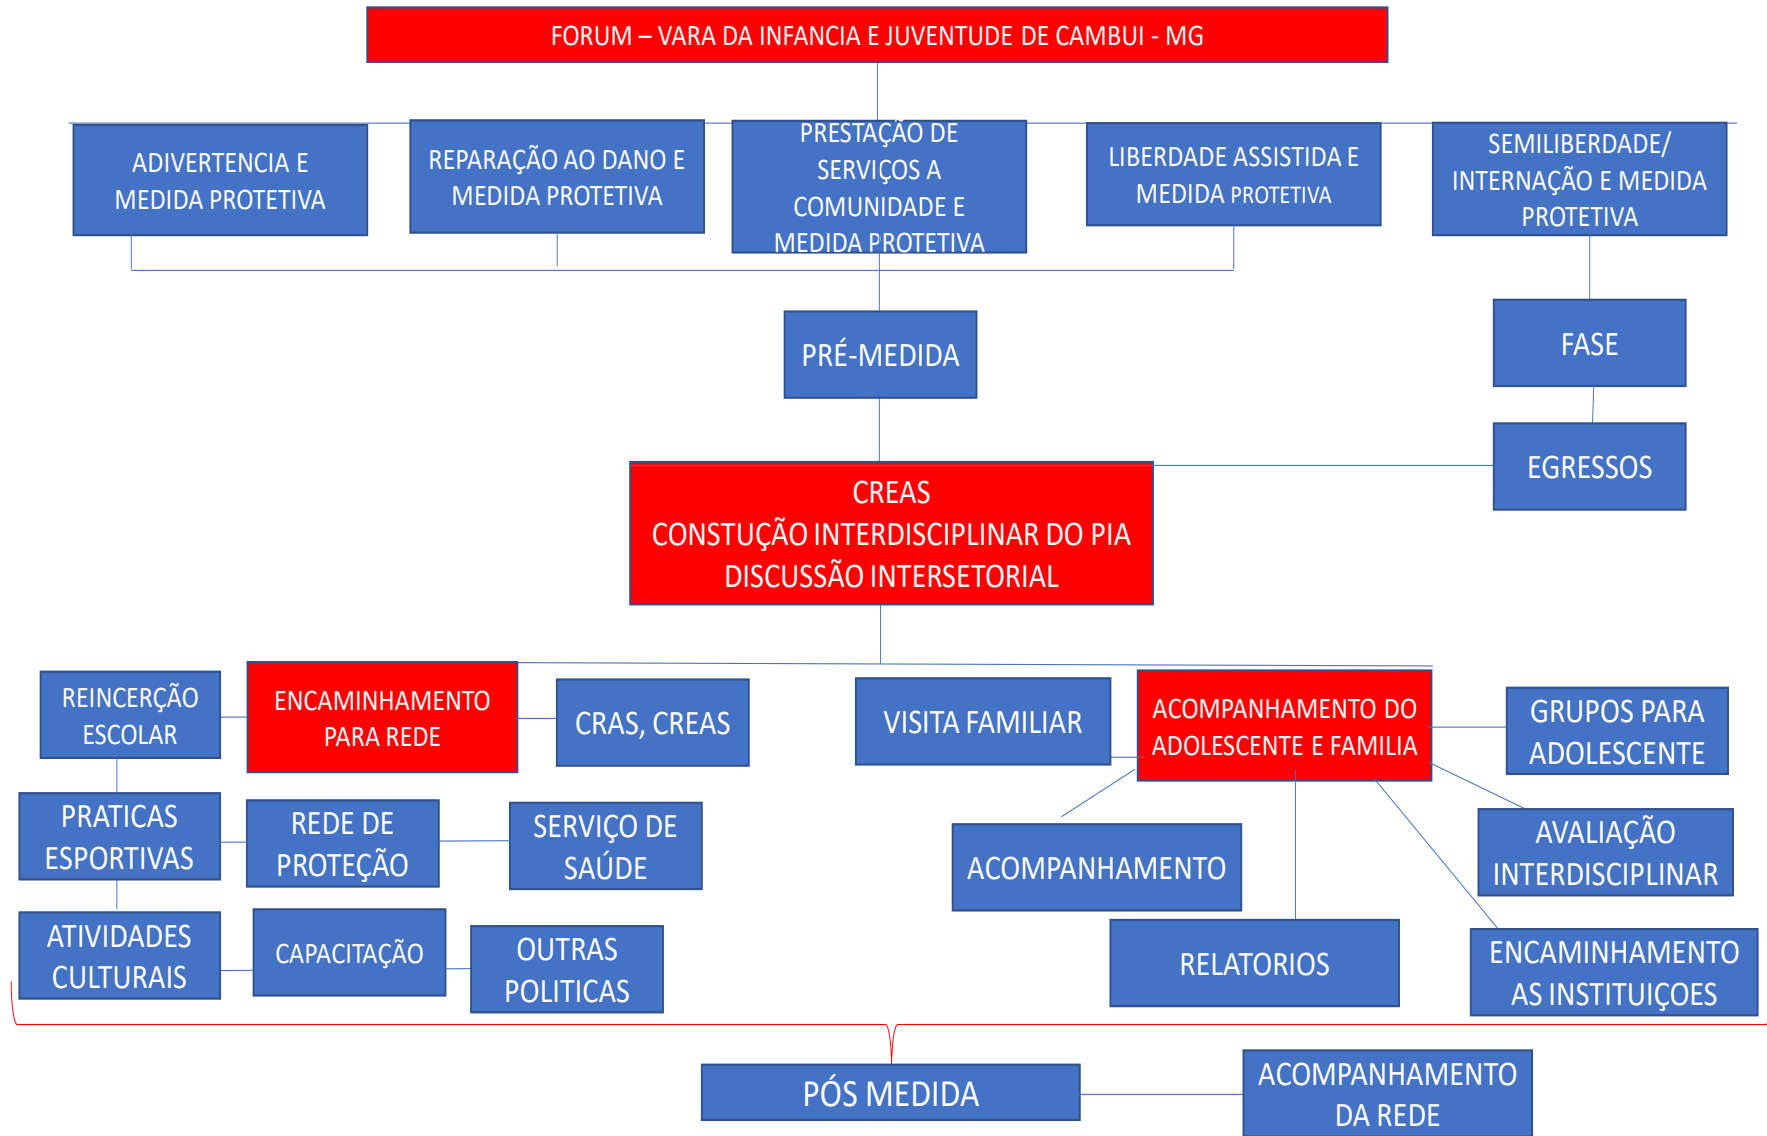 FORUM – VARA DA INFANCIA E JUVENTUDE DE CAMBUI - MG
ADIVERTENCIA E
MEDIDA PROTETIVA
REPARAÇÃO AO DANO E
MEDIDA PROTETIVA
PRESTAÇÃO DE
SERVIÇOS A
COMUNIDADE E
MEDIDA PROTETIVA
LIBERDADE ASSISTIDA E
MEDIDA PROTETIVA
SEMILIBERDADE/
INTERNAÇÃO E MEDIDA
PROTETIVA
PRÉ-MEDIDA
FASE
EGRESSOS
CREAS
CONSTUÇÃO INTERDISCIPLINAR DO PIA
DISCUSSÃO INTERSETORIAL
REINCERÇÃO
ESCOLAR
ENCAMINHAMENTO
PARA REDE
CRAS, CREAS
VISITA FAMILIAR
ACOMPANHAMENTO DO
ADOLESCENTE E FAMILIA
GRUPOS PARA
ADOLESCENTE
PRATICAS
ESPORTIVAS
REDE DE
PROTEÇÃO
SERVIÇO DE
SAÚDE
ACOMPANHAMENTO
AVALIAÇÃO
INTERDISCIPLINAR
ATIVIDADES
CULTURAIS
CAPACITAÇÃO
OUTRAS
POLITICAS
RELATORIOS
ENCAMINHAMENTO
AS INSTITUIÇOES
PÓS MEDIDA
ACOMPANHAMENTO
DA REDE